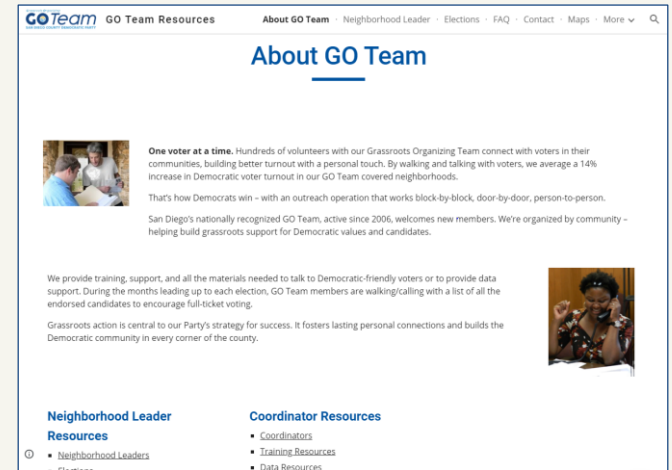 GO Team GO Team Resources About GO Team · Neighborhood Leader · Elections · FAQ · Contact · Maps · More
About GO Team
One voter at a time. Hundreds of volunteers with our Grassroots Organizing Team connect with voters in their
communities, building better turnout with a personal touch. By walking and talking with voters, we average a 14%
increase in Democratic voter turnout in our GO Team covered neighborhoods.
That's how Democrats win – with an outreach operation that works block-by-block, door-by-door, person-to-person.
San Diego's nationally recognized GO Team, active since 2006, welcomes new members. We're organized by community –
helping build grassroots support for Democratic values and candidates.
We provide training, support, and all the materials needed to talk to Democratic-friendly voters or to provide data
support. During the months leading up to each election, GO Team members are walking/calling with a list of all the
endorsed candidates to encourage full-ticket voting.
Grassroots action is central to our Party's strategy for success. It fosters lasting personal connections and builds the
Democratic community in every corner of the county.
Neighborhood Leader
Resources
▪ Neighborhood Leaders
▪ Elections
Coordinator Resources
▪ Coordinators
▪ Training Resources
▪ Data Resources